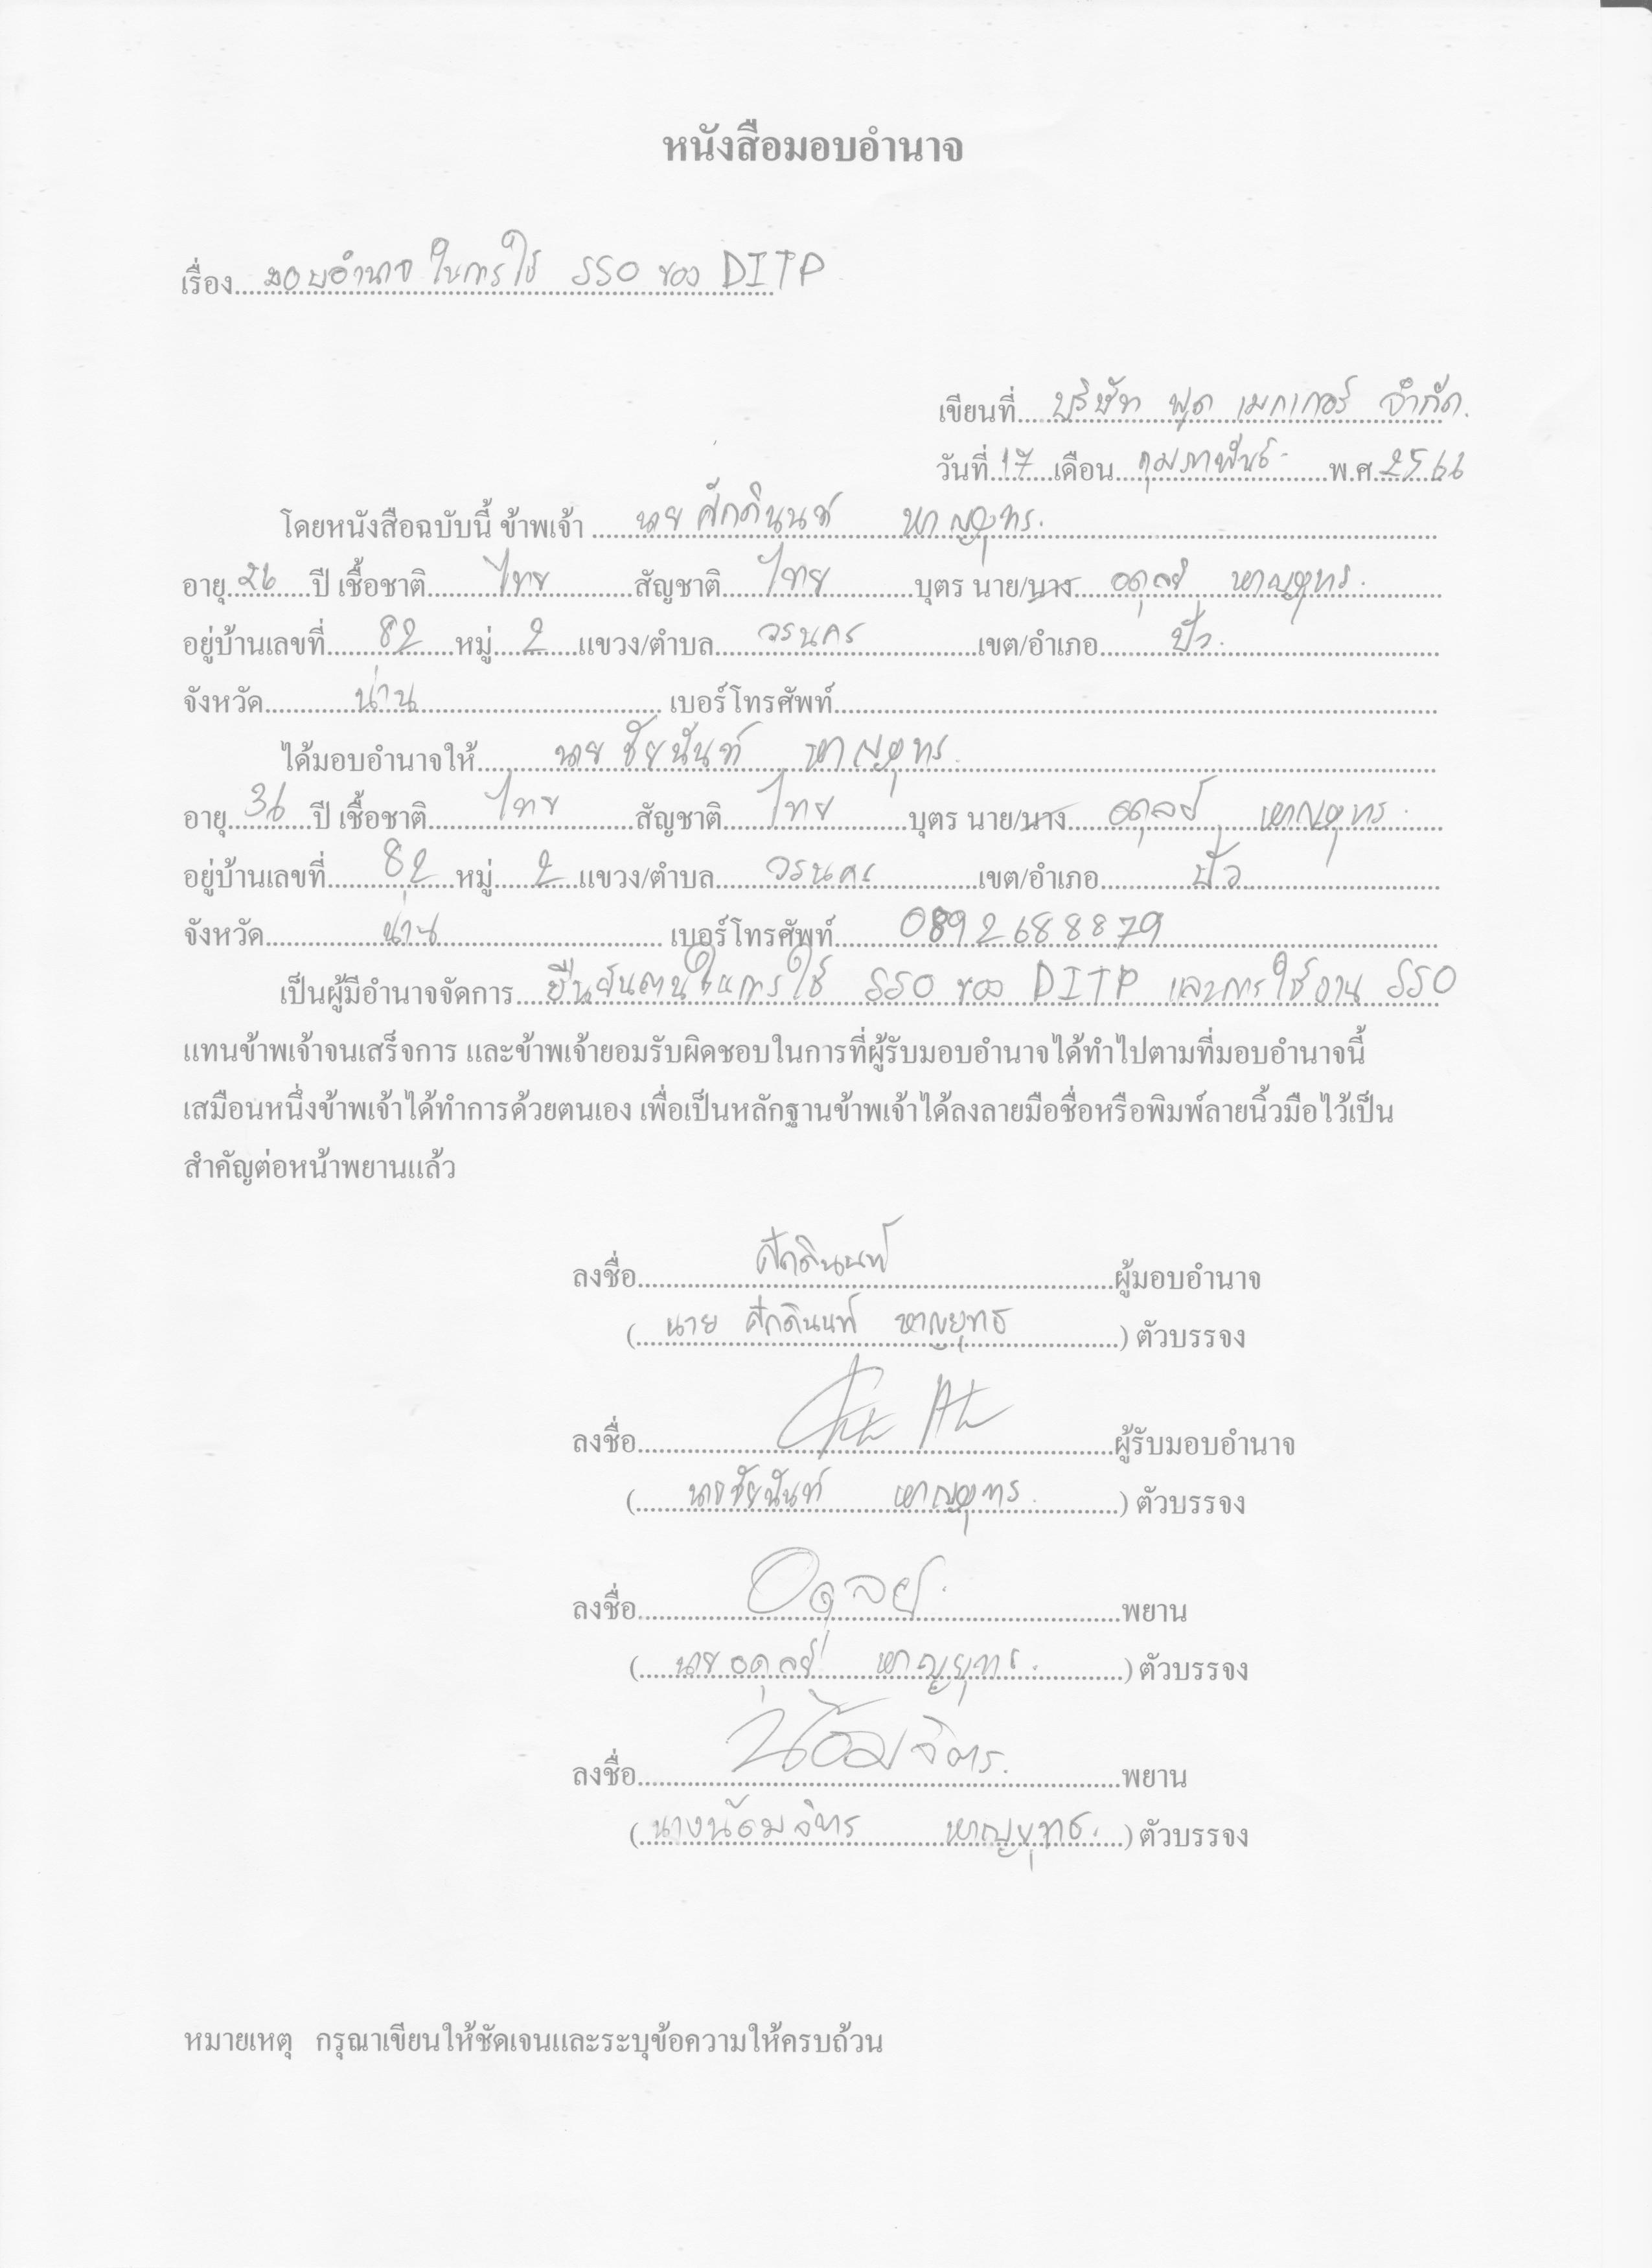 หนังสือมอบอำนาจ
เรื่อง มอบอำนาจ ในการใช้ SSO ของ DITP
เขียนที่ บริษัท ฟูด เมกเกอร์ จำกัด.
วันที่ 17 เดือน กุมภาพันธ์ พ.ศ. 2566
โดยหนังสือฉบับนี้ ข้าพเจ้า นาย ศักดินนท์ หาญยุทธ.
อายุ 26 ปี เชื้อชาติ ไทย สัญชาติ ไทย บุตร นาย/นาง อดุลย์ หาญยุทธ.
อยู่บ้านเลขที่ 82 หมู่ 2 แขวง/ตำบล วรนคร เขต/อำเภอ ปัว.
จังหวัด น่าน เบอร์โทรศัพท์
ได้มอบอำนาจให้ นาย ชัยนันท์ หาญยุทธ.
อายุ 36 ปี เชื้อชาติ ไทย สัญชาติ ไทย บุตร นาย/นาง อดุลย์ หาญยุทธ.
อยู่บ้านเลขที่ 82 หมู่ 2 แขวง/ตำบล วรนคร เขต/อำเภอ ปัว
จังหวัด น่าน เบอร์โทรศัพท์ 0892688879
เป็นผู้มีอำนาจจัดการ ยืนยันตนในการใช้ SSO ของ DITP และการใช้งาน SSO
แทนข้าพเจ้าจนเสร็จการ และข้าพเจ้ายอมรับผิดชอบในการที่ผู้รับมอบอำนาจได้ทำไปตามที่มอบอำนาจนี้
เสมือนหนึ่งข้าพเจ้าได้ทำการด้วยตนเอง เพื่อเป็นหลักฐานข้าพเจ้าได้ลงลายมือชื่อหรือพิมพ์ลายนิ้วมือไว้เป็น
สำคัญต่อหน้าพยานแล้ว
ลงชื่อ ศักดินนท์ ผู้มอบอำนาจ
( นาย ศักดินนท์ หาญยุทธ ) ตัวบรรจง
ลงชื่อ ผู้รับมอบอำนาจ
( นายชัยนันท์ หาญยุทธ. ) ตัวบรรจง
ลงชื่อ อดุลย์. พยาน
( นายอดุลย์ หาญยุทธ. ) ตัวบรรจง
ลงชื่อ น้อมจิตร. พยาน
( นางน้อมจิตร หาญยุทธ. ) ตัวบรรจง
หมายเหตุ กรุณาเขียนให้ชัดเจนและระบุข้อความให้ครบถ้วน